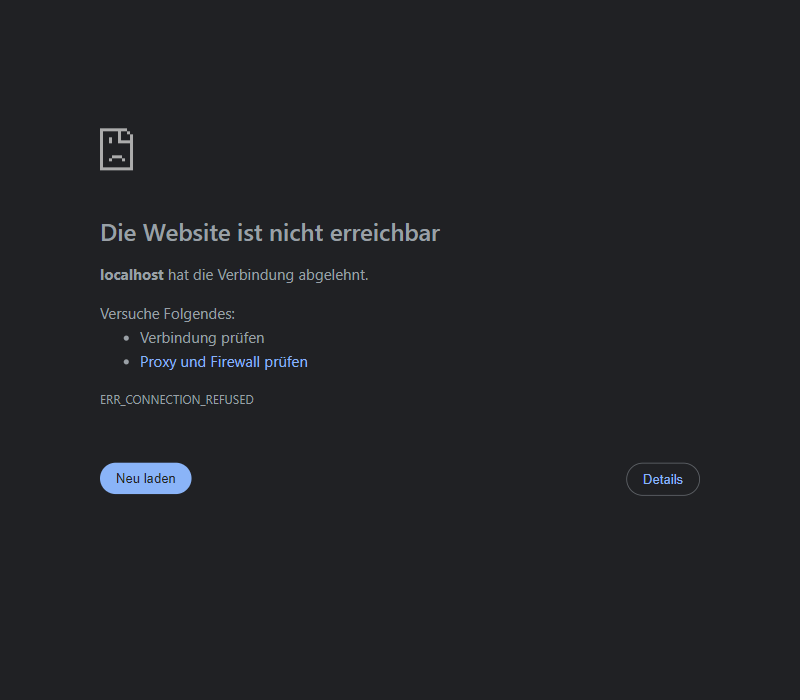 Die Website ist nicht erreichbar
localhost hat die Verbindung abgelehnt.
Versuche Folgendes:
Verbindung prüfen
Proxy und Firewall prüfen
ERR_CONNECTION_REFUSED
Neu laden
Details